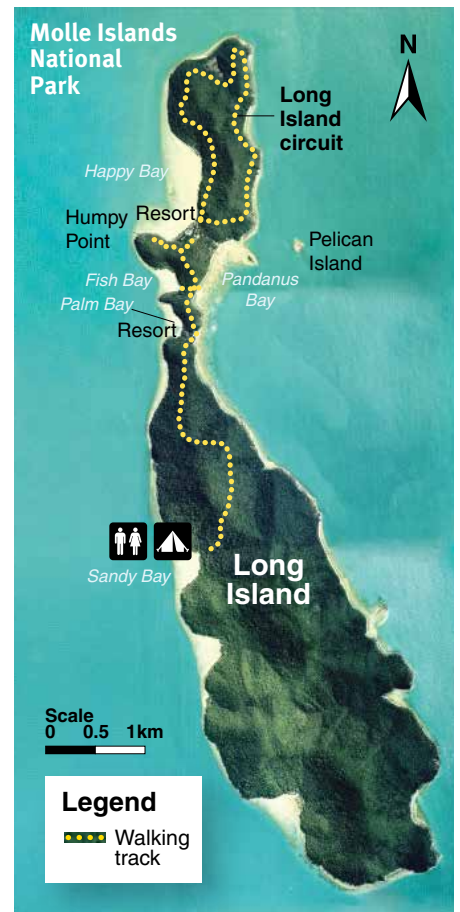 Molle Islands
National
Park
N
Long
Island
circuit
Happy Bay
Resort
Humpy
Point
Pelican
Island
Fish Bay
Pandanus
Bay
Palm Bay
Resort
Sandy Bay
Long
Island
Scale
0 0.5 1km
Legend
Walking
track